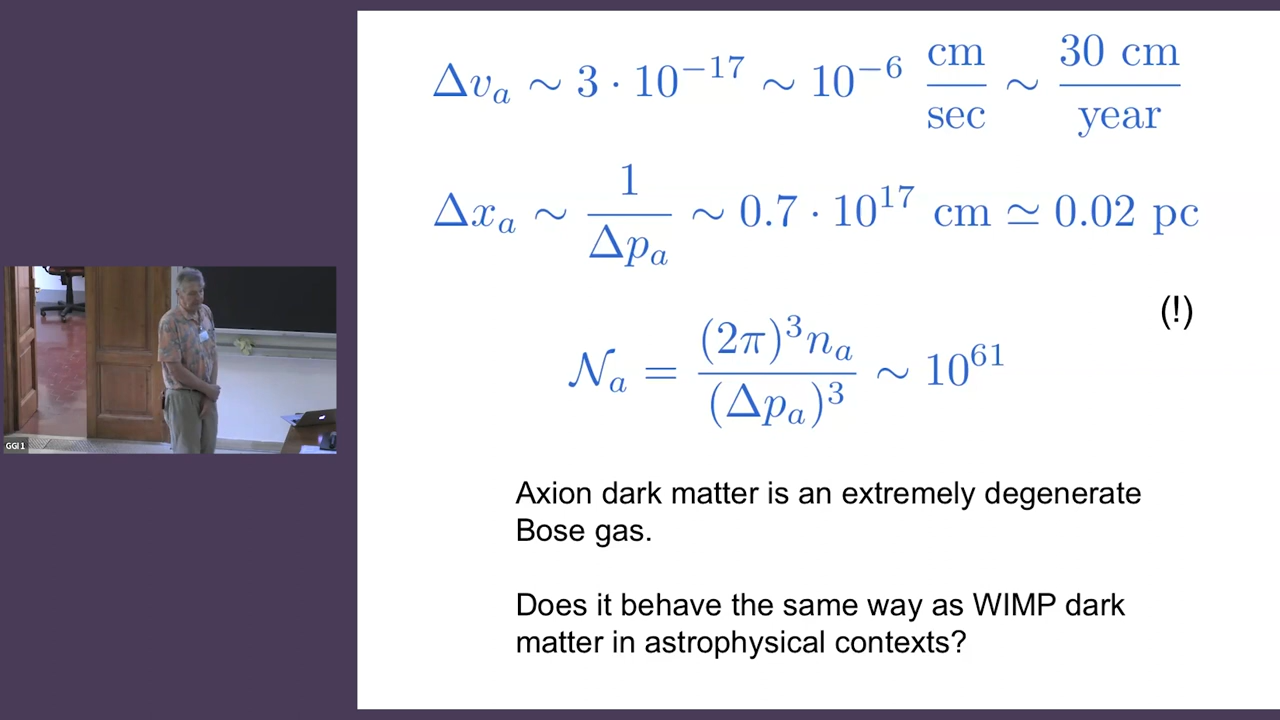 Δv_a ∼ 3 · 10^{−17} ∼ 10^{−6} cm/sec ∼ 30 cm/year
Δx_a ∼ 1/Δp_a ∼ 0.7 · 10^{17} cm ≃ 0.02 pc
(!)
𝒩_a = (2π)^3 n_a/(Δp_a)^3 ∼ 10^{61}
GGI 1
Axion dark matter is an extremely degenerate
Bose gas.
Does it behave the same way as WIMP dark
matter in astrophysical contexts?